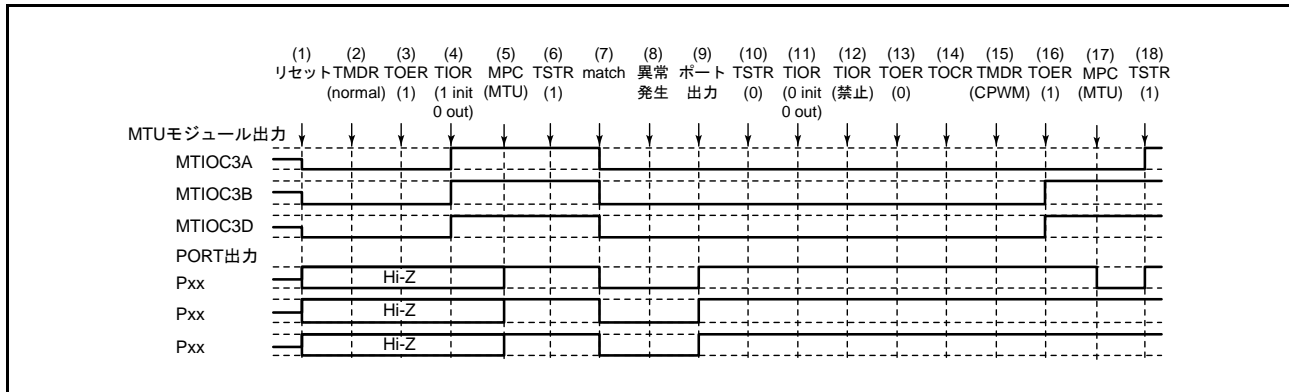 (1) (2) (3) (4) (5) (6) (7) (8) (9) (10) (11) (12) (13) (14) (15) (16) (17) (18)
リセット TMDR TOER TIOR MPC TSTR match 異常 ポート TSTR TIOR TIOR TOER TOCR TMDR TOER MPC TSTR
(normal) (1) (1 init (MTU) (1) 発生 出力 (0) (0 init (禁止) (0) (CPWM) (1) (MTU) (1)
0 out) 0 out)
MTUモジュール出力
MTIOC3A
MTIOC3B
MTIOC3D
PORT出力
Pxx Hi-Z
Pxx Hi-Z
Pxx Hi-Z